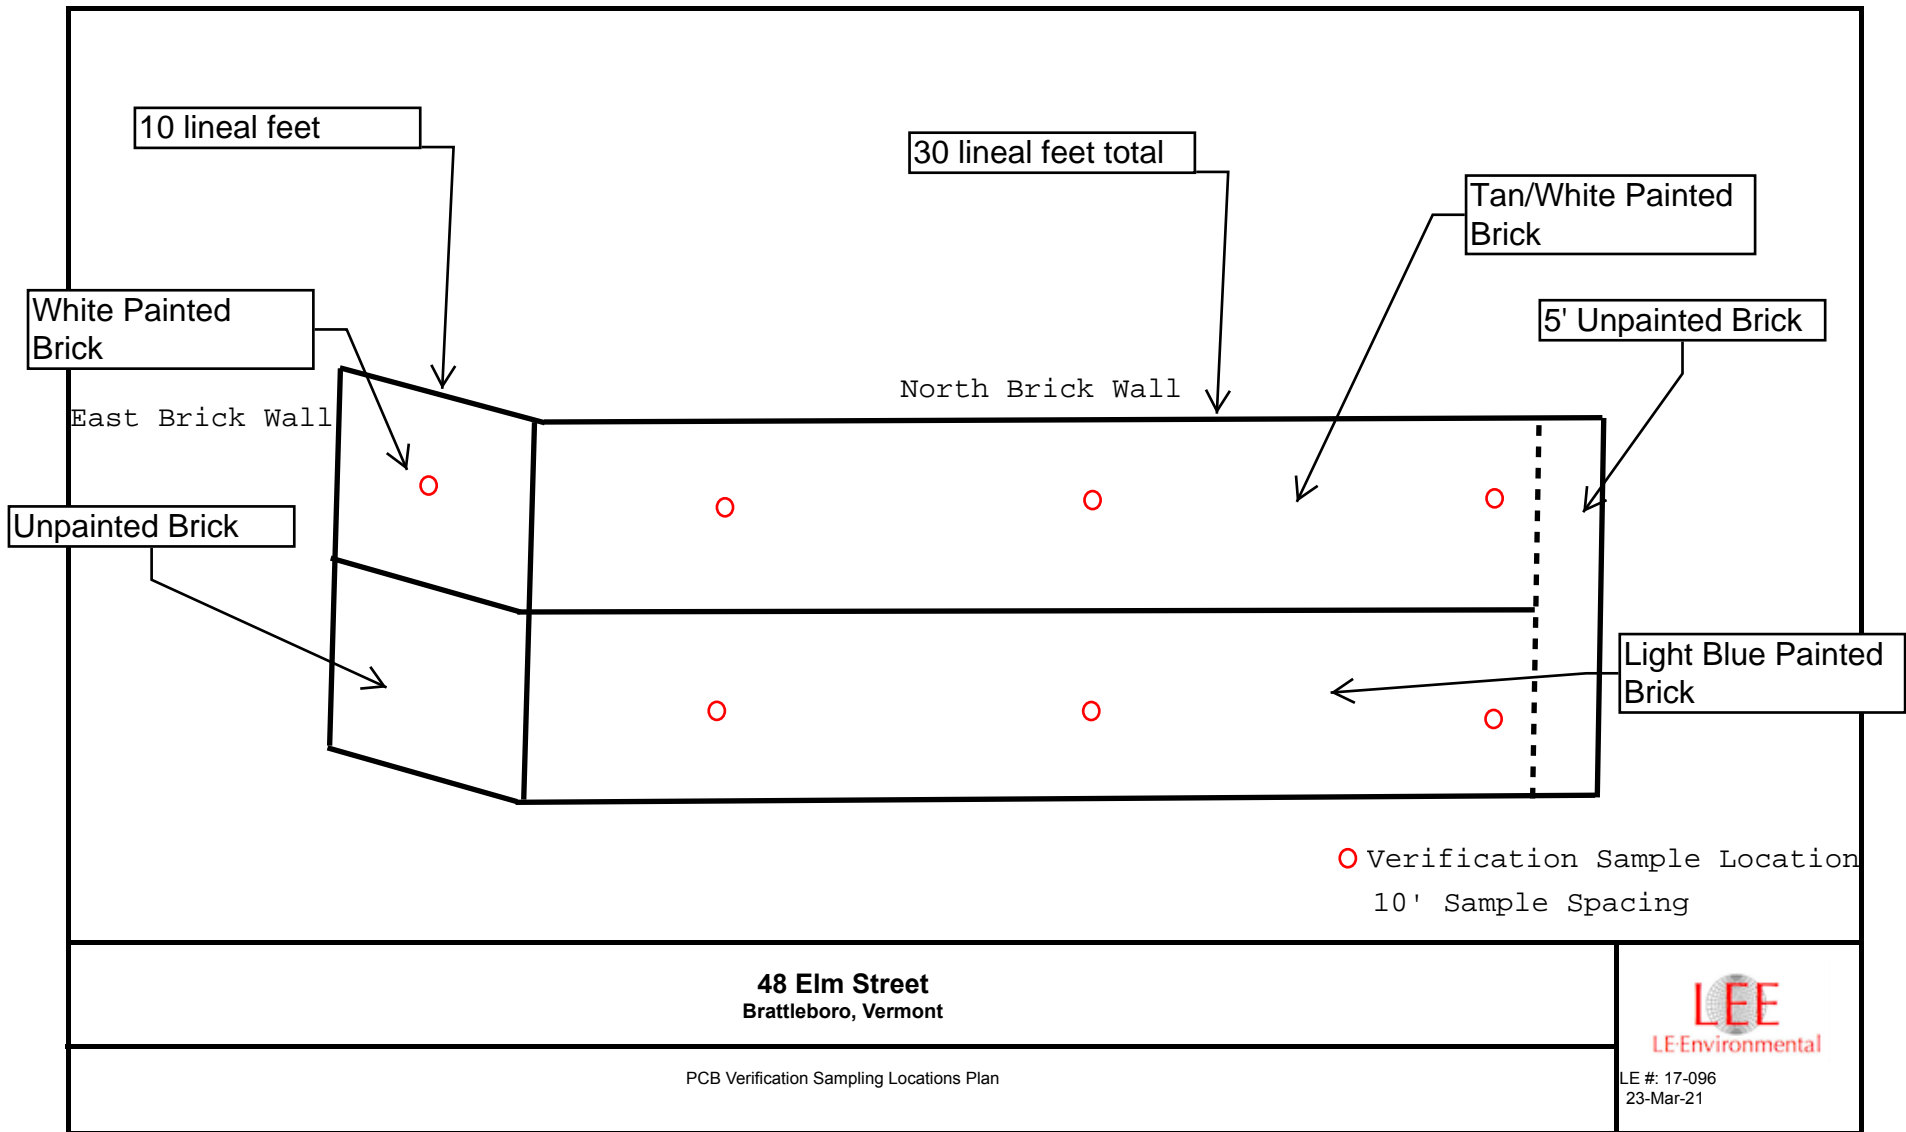 10 lineal feet
30 lineal feet total
Tan/White Painted
Brick
White Painted
Brick
5' Unpainted Brick
North Brick Wall
East Brick Wall
Unpainted Brick
Light Blue Painted
Brick
Verification Sample Location
10' Sample Spacing
48 Elm Street
Brattleboro, Vermont
LEE
LE-Environmental
PCB Verification Sampling Locations Plan
LE #: 17-096
23-Mar-21